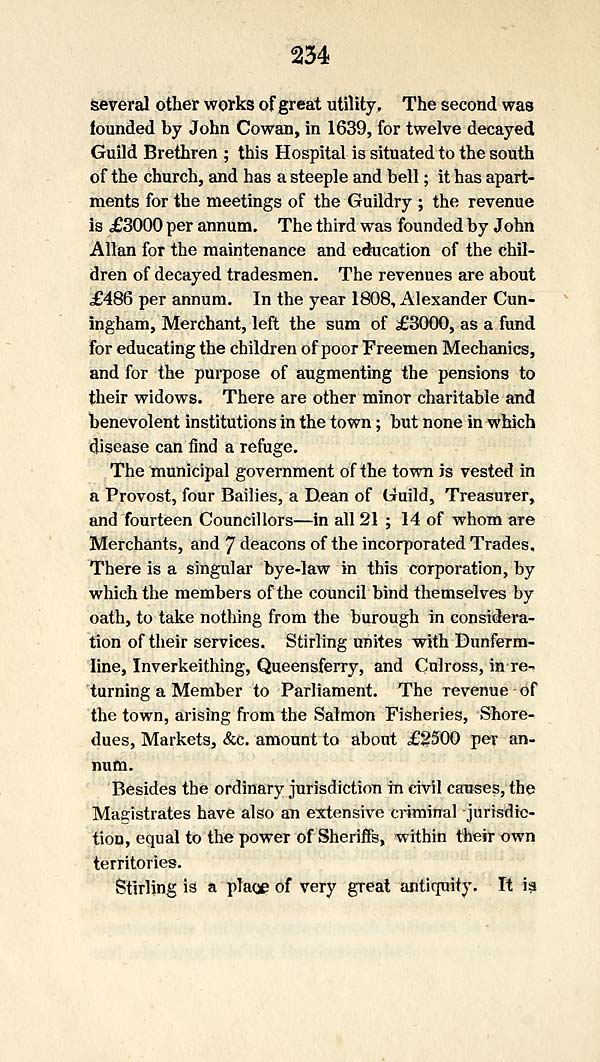 234
several other works of great utility. The second was
founded by John Cowan, in 1639, for twelve decayed
Guild Brethren ; this Hospital is situated to the south
of the church, and has a steeple and bell ; it has apart-
ments for the meetings of the Guildry ; the revenue
is £3000 per annum. The third was founded by John
Allan for the maintenance and education of the chil-
dren of decayed tradesmen. The revenues are about
£486 per annum. In the year 1808, Alexander Cun-
ingham, Merchant, left the sum of £3000, as a fund
for educating the children of poor Freemen Mechanics,
and for the purpose of augmenting the pensions to
their widows. There are other minor charitable and
benevolent institutions in the town ; but none in which
disease can find a refuge.
The municipal government of the town is vested in
a Provost, four Bailies, a Dean of Guild, Treasurer,
and fourteen Councillors—in all 21 ; 14 of whom are
Merchants, and 7 deacons of the incorporated Trades.
There is a singular bye-law in this corporation, by
which the members of the council bind themselves by
oath, to take nothing from the burough in considera-
tion of their services. Stirling unites with Dunferm-
line, Inverkeithing, Queensferry, and Culross, in re-
turning a Member to Parliament. The revenue of
the town, arising from the Salmon Fisheries, Shore-
dues, Markets, &c. amount to about £2500 per an-
num.
Besides the ordinary jurisdiction in civil causes, the
Magistrates have also an extensive criminal jurisdic-
tion, equal to the power of Sheriffs, within their own
territories.
Stirling is a place of very great antiquity. It is